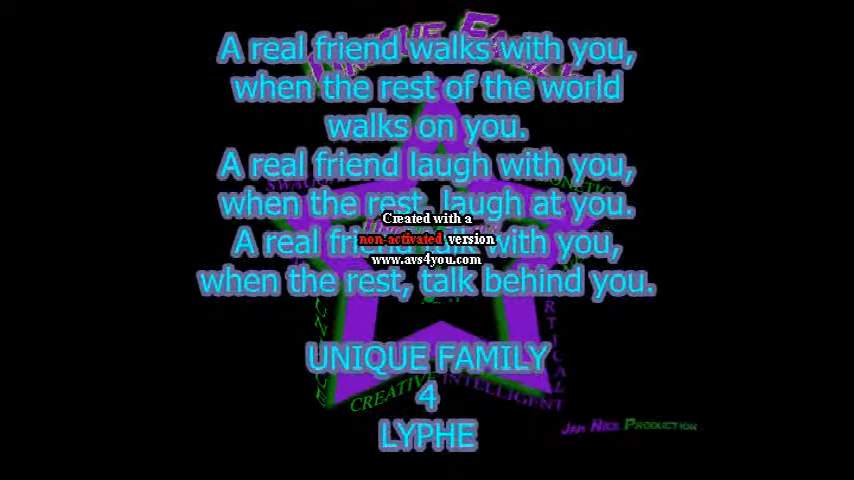 UNIQUE FAMILY
A real friend walks with you,
when the rest of the world
walks on you.
A real friend laugh with you,
when the rest, laugh at you.
Created with a
non-activated version
www.avs4you.com
A real friend talk with you,
when the rest, talk behind you.
UNIQUE FAMILY
4
LYPHE
CREATIVE
INTELLIGENT
Jam Nick Production